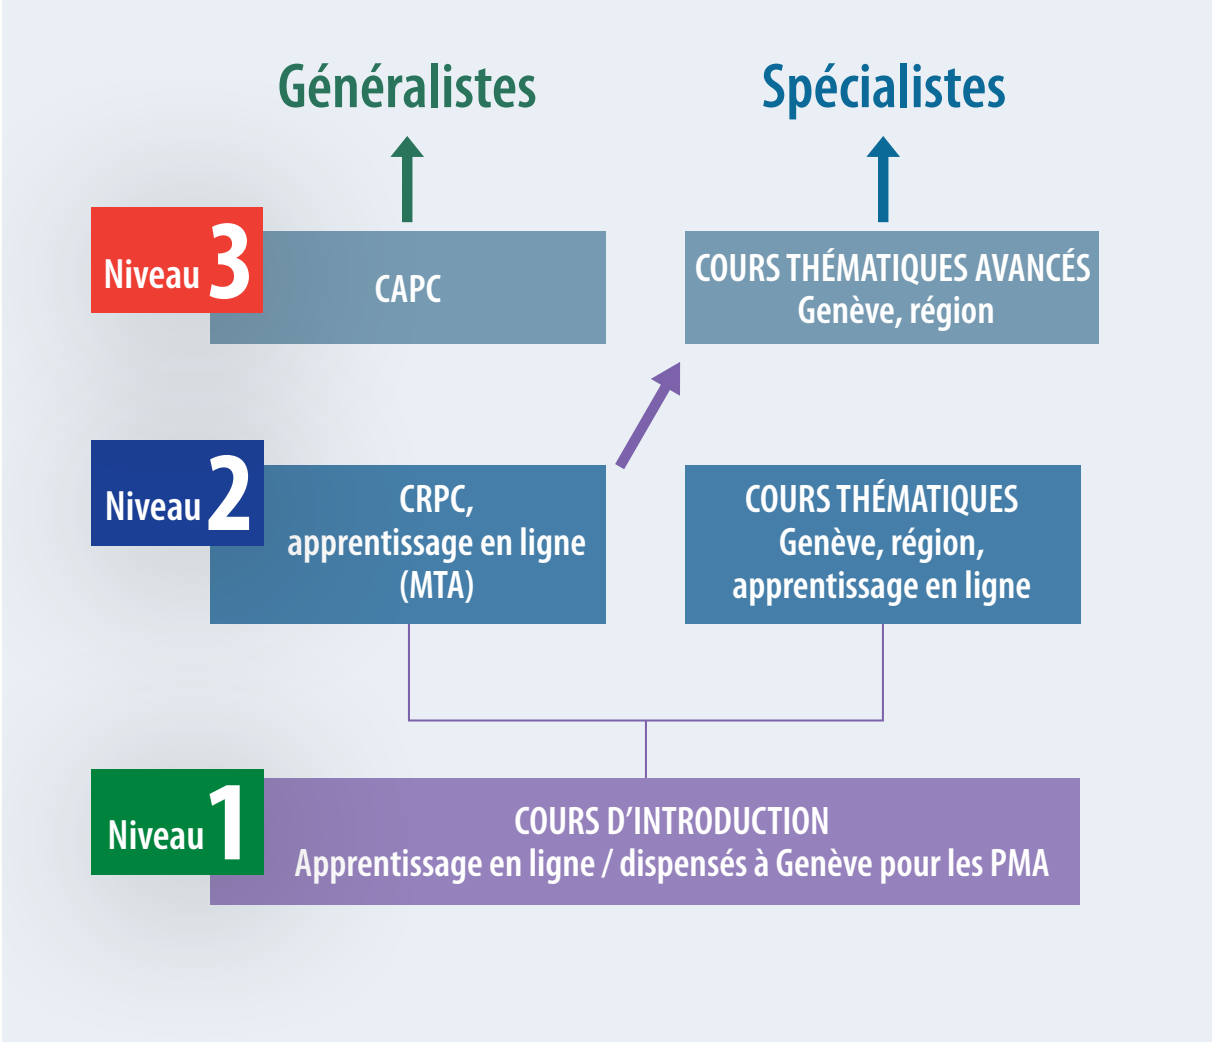 Généralistes
Spécialistes
Niveau 3
CAPC
COURS THÉMATIQUES AVANCÉS
Genève, région
Niveau 2
CRPC,
apprentissage en ligne
(MTA)
COURS THÉMATIQUES
Genève, région,
apprentissage en ligne
Niveau 1
COURS D’INTRODUCTION
Apprentissage en ligne / dispensés à Genève pour les PMA